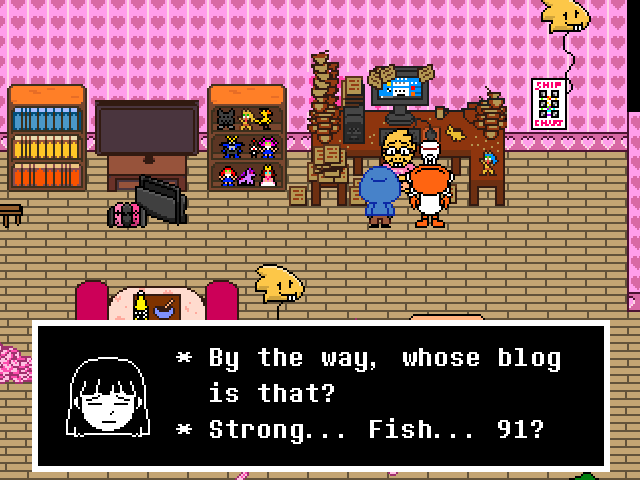 SHIP
CHART
* By the way, whose blog
is that?
* Strong... Fish... 91?